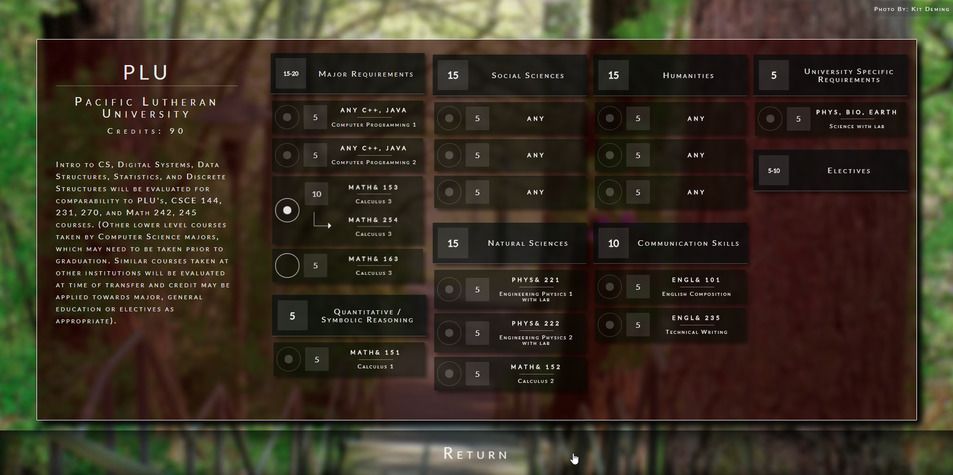 Photo By: Kit Deming
PLU
Pacific Lutheran
University
Credits: 90
Intro to CS, Digital Systems, Data
Structures, Statistics, and Discrete
Structures will be evaluated for
comparability to PLU's, CSCE 144,
231, 270, and Math 242, 245
courses. (Other lower level courses
taken by Computer Science majors,
which may need to be taken prior to
graduation. Similar courses taken at
other institutions will be evaluated
at time of transfer and credit may be
applied towards major, general
education or electives as
appropriate).
15-20 Major Requirements
5 ANY C++, JAVA
Computer Programming 1
5 ANY C++, JAVA
Computer Programming 2
10 MATH& 153
Calculus 3
MATH& 254
Calculus 3
5 MATH& 163
Calculus 3
5 Quantitative /
Symbolic Reasoning
5 MATH& 151
Calculus 1
15 Social Sciences
5 ANY
5 ANY
5 ANY
15 Natural Sciences
5 PHYS& 221
Engineering Physics 1
with lab
5 PHYS& 222
Engineering Physics 2
with lab
5 MATH& 152
Calculus 2
15 Humanities
5 ANY
5 ANY
5 ANY
10 Communication Skills
5 ENGL& 101
English Composition
5 ENGL& 235
Technical Writing
5 University Specific
Requirements
5 PHYS, BIO, EARTH
Science with lab
5-10 Electives
Return